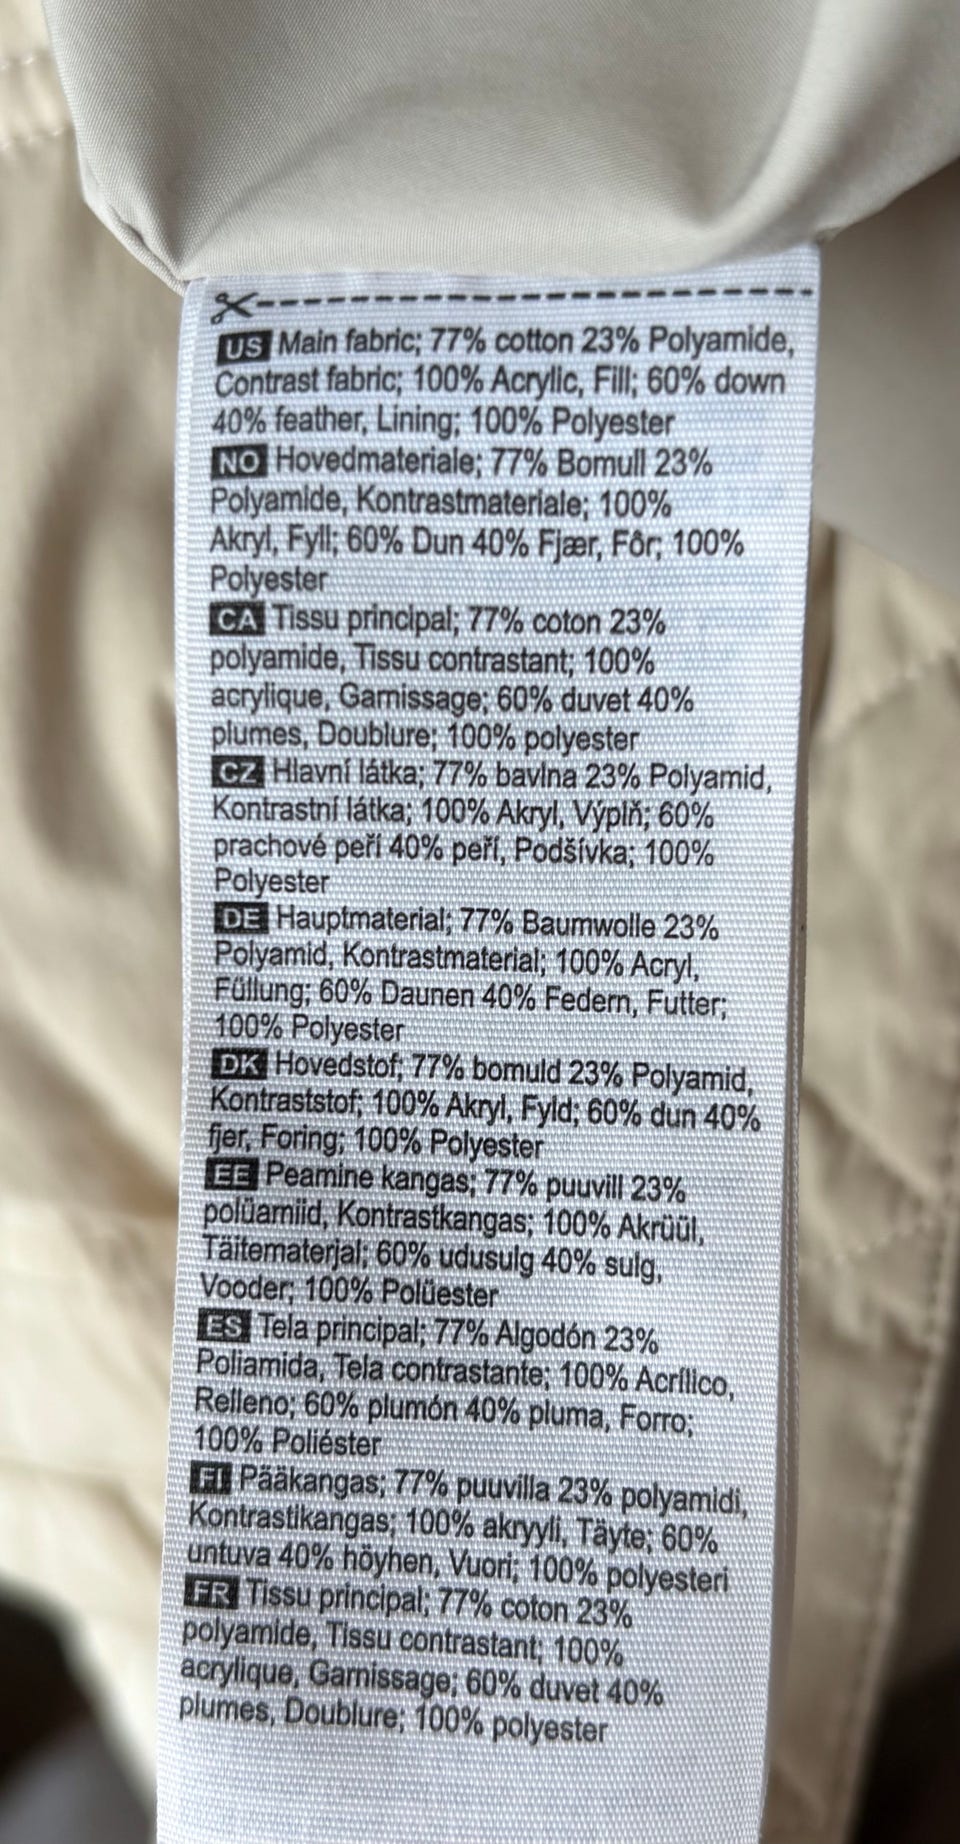 US Main fabric; 77% cotton 23% Polyamide,
Contrast fabric; 100% Acrylic, Fill; 60% down
40% feather, Lining; 100% Polyester
NO Hovedmateriale; 77% Bomull 23%
Polyamide, Kontrastmateriale; 100%
Akryl, Fyll; 60% Dun 40% Fjær, Fôr; 100%
Polyester
CA Tissu principal; 77% coton 23%
polyamide, Tissu contrastant; 100%
acrylique, Garnissage; 60% duvet 40%
plumes, Doublure; 100% polyester
CZ Hlavní látka; 77% bavlna 23% Polyamid,
Kontrastní látka; 100% Akryl, Výplň; 60%
prachové peří 40% peří, Podšívka; 100%
Polyester
DE Hauptmaterial; 77% Baumwolle 23%
Polyamid, Kontrastmaterial; 100% Acryl,
Füllung; 60% Daunen 40% Federn, Futter;
100% Polyester
DK Hovedstof; 77% bomuld 23% Polyamid,
Kontraststof; 100% Akryl, Fyld; 60% dun 40%
fjer, Foring; 100% Polyester
EE Peamine kangas; 77% puuvill 23%
polüamiid, Kontrastkangas; 100% Akrüül,
Täitematerjal; 60% udusulg 40% sulg,
Vooder; 100% Polüester
ES Tela principal; 77% Algodón 23%
Poliamida, Tela contrastante; 100% Acrílico,
Relleno; 60% plumón 40% pluma, Forro;
100% Poliéster
FI Pääkangas; 77% puuvilla 23% polyamidi,
Kontrastikangas; 100% akryyli, Täyte; 60%
untuva 40% höyhen, Vuori; 100% polyesteri
FR Tissu principal; 77% coton 23%
polyamide, Tissu contrastant; 100%
acrylique, Garnissage; 60% duvet 40%
plumes, Doublure; 100% polyester